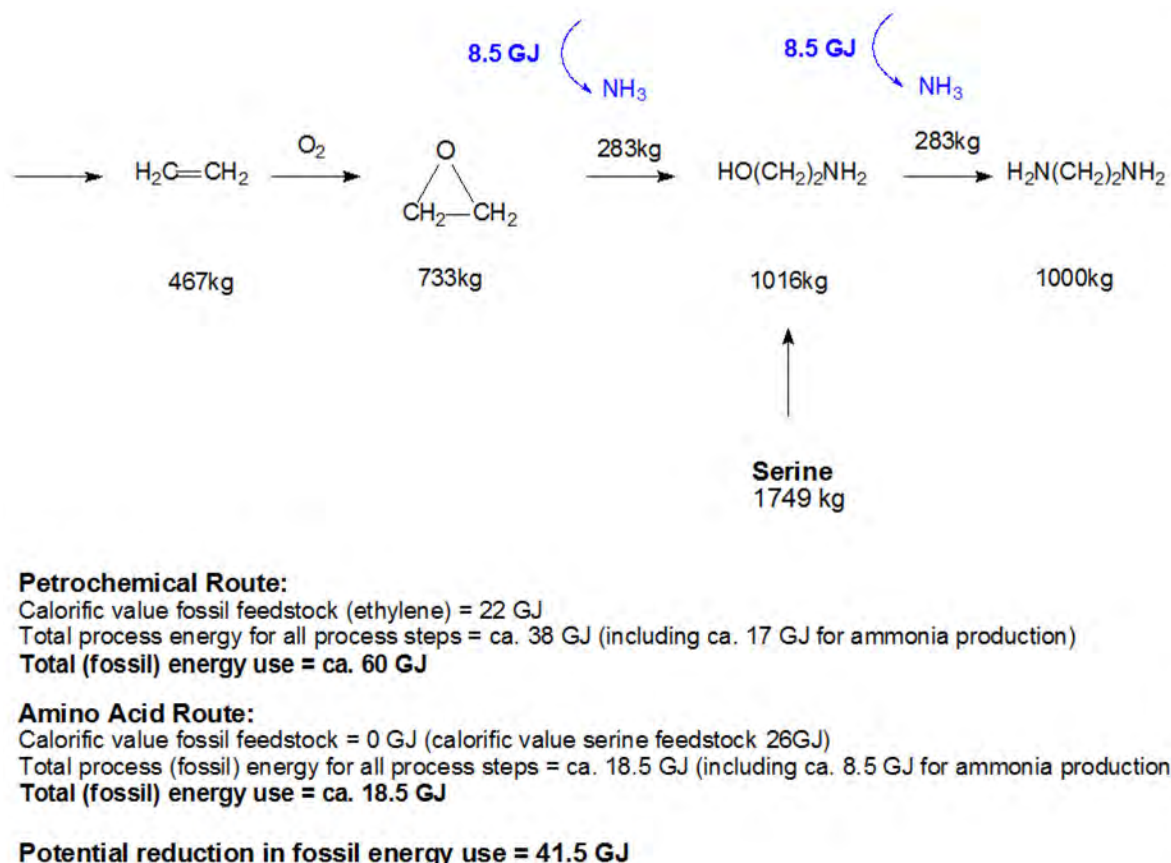 8.5 GJ
NH₃
8.5 GJ
NH₃
H₂C=CH₂
O₂
O
CH₂—CH₂
283kg
HO(CH₂)₂NH₂
283kg
H₂N(CH₂)₂NH₂
467kg
733kg
1016kg
1000kg
Serine
1749 kg
Petrochemical Route:
Calorific value fossil feedstock (ethylene) = 22 GJ
Total process energy for all process steps = ca. 38 GJ (including ca. 17 GJ for ammonia production)
Total (fossil) energy use = ca. 60 GJ
Amino Acid Route:
Calorific value fossil feedstock = 0 GJ (calorific value serine feedstock 26GJ)
Total process (fossil) energy for all process steps = ca. 18.5 GJ (including ca. 8.5 GJ for ammonia production
Total (fossil) energy use = ca. 18.5 GJ
Potential reduction in fossil energy use = 41.5 GJ